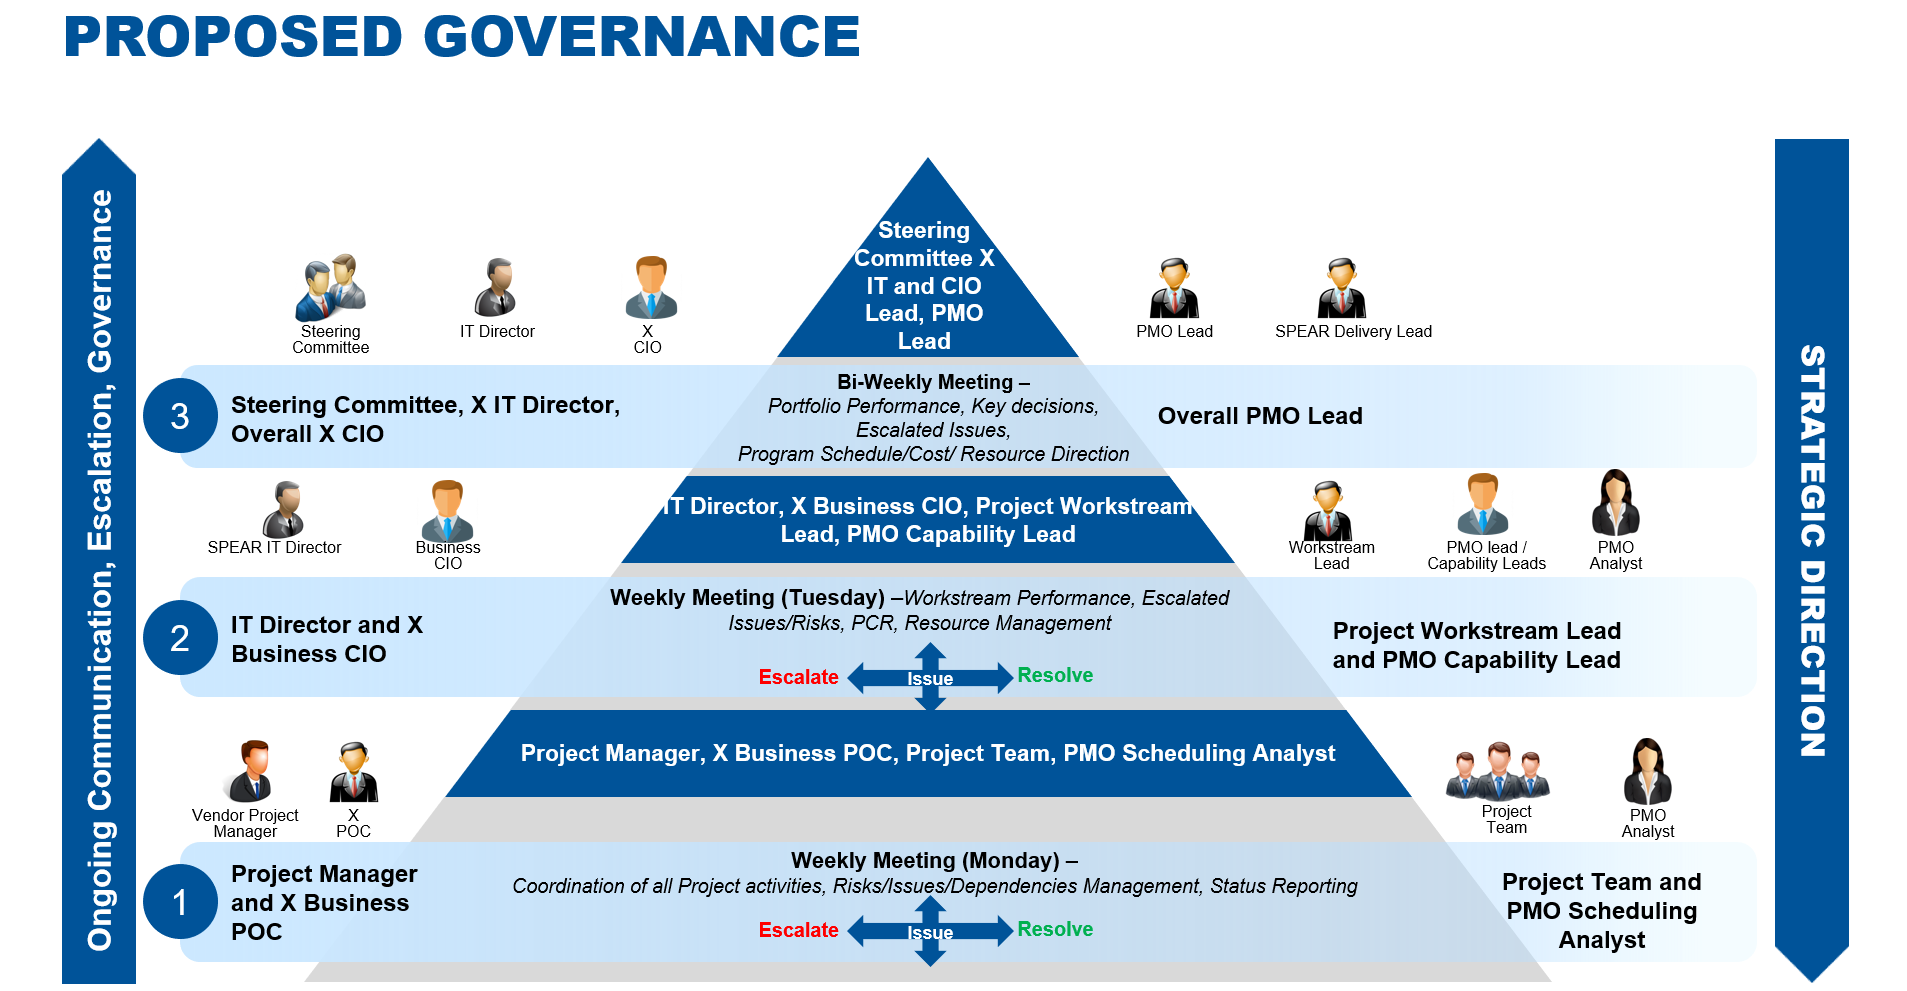 PROPOSED GOVERNANCE
Ongoing Communication, Escalation, Governance
STRATEGIC DIRECTION
Steering
Committee X
IT and CIO
Lead, PMO
Lead
Steering
Committee
IT Director
X
CIO
PMO Lead
SPEAR Delivery Lead
3
Steering Committee, X IT Director,
Overall X CIO
Bi-Weekly Meeting –
Portfolio Performance, Key decisions,
Escalated Issues,
Program Schedule/Cost/ Resource Direction
Overall PMO Lead
SPEAR IT Director
Business
CIO
IT Director, X Business CIO, Project Workstream
Lead, PMO Capability Lead
Workstream
Lead
PMO lead /
Capability Leads
PMO
Analyst
2
IT Director and X
Business CIO
Weekly Meeting (Tuesday) –Workstream Performance, Escalated
Issues/Risks, PCR, Resource Management
Escalate
Issue
Resolve
Project Workstream Lead
and PMO Capability Lead
Vendor Project
Manager
X
POC
Project Manager, X Business POC, Project Team, PMO Scheduling Analyst
Project
Team
PMO
Analyst
1
Project Manager
and X Business
POC
Weekly Meeting (Monday) –
Coordination of all Project activities, Risks/Issues/Dependencies Management, Status Reporting
Escalate
Issue
Resolve
Project Team and
PMO Scheduling
Analyst